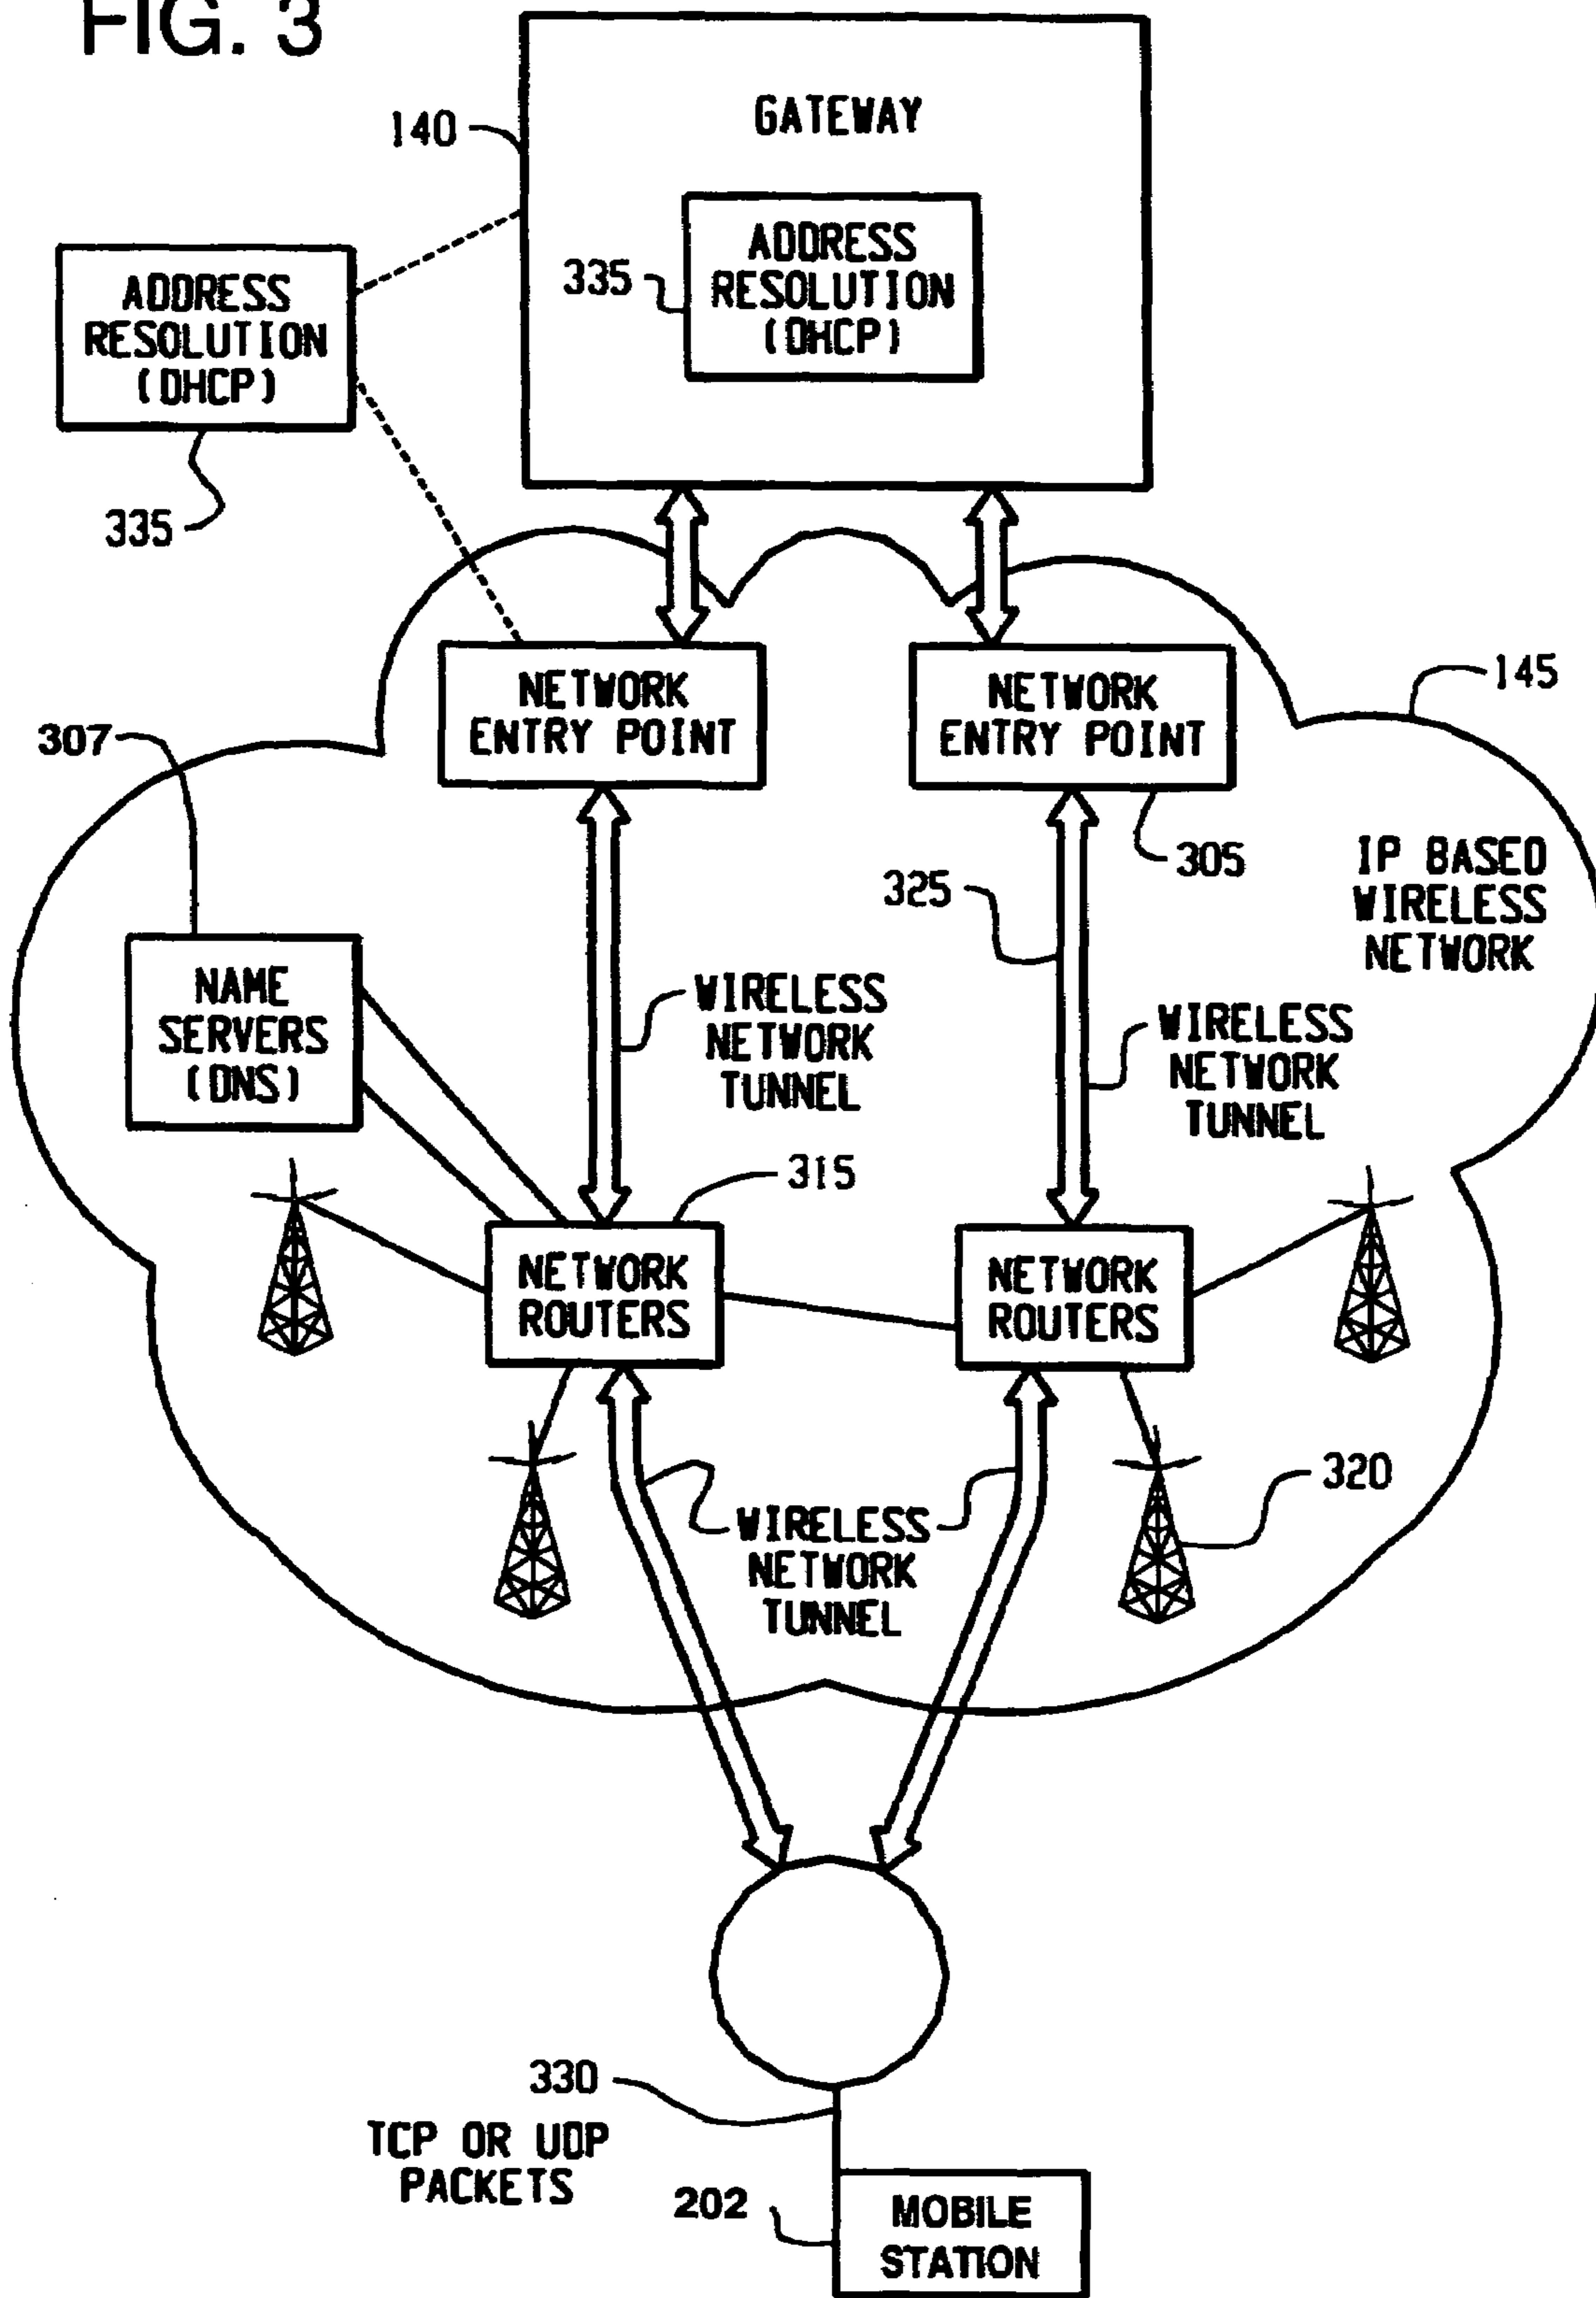 FIG. 3
GATEWAY
140
ADDRESS
RESOLUTION
(DHCP)
335
ADDRESS
RESOLUTION
(DHCP)
335
NETWORK
ENTRY POINT
NETWORK
ENTRY POINT
145
307
305
325
IP BASED
WIRELESS
NETWORK
NAME
SERVERS
(DNS)
WIRELESS
NETWORK
TUNNEL
WIRELESS
NETWORK
TUNNEL
315
NETWORK
ROUTERS
NETWORK
ROUTERS
320
WIRELESS
NETWORK
TUNNEL
330
TCP OR UDP
PACKETS
202
MOBILE
STATION